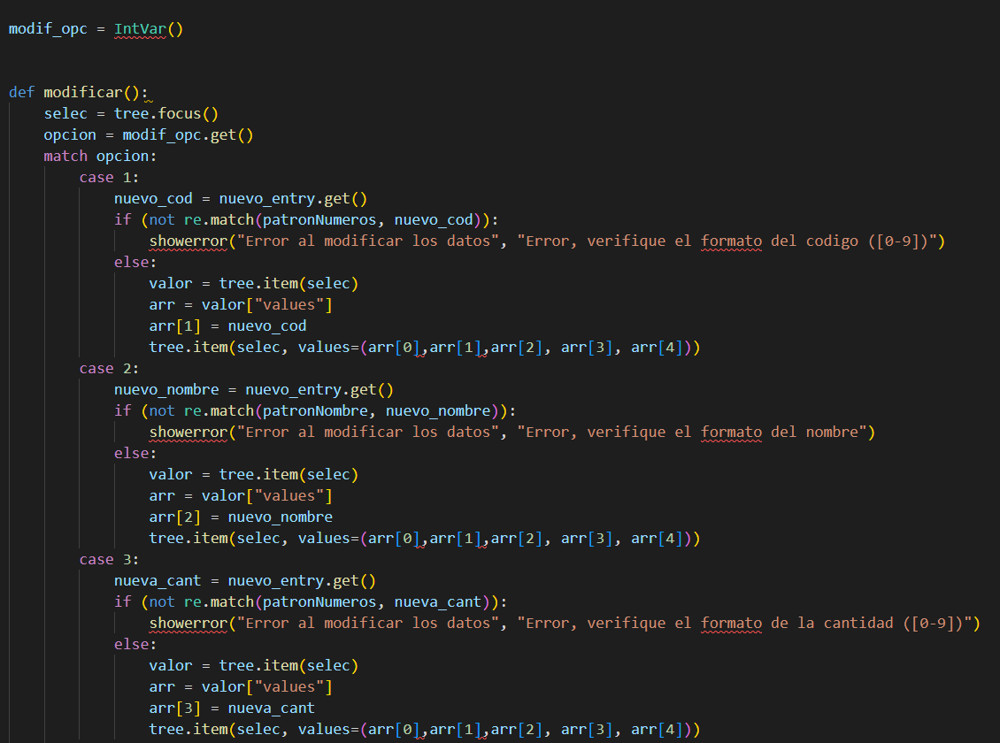 modif_opc = IntVar()
def modificar():
    selec = tree.focus()
    opcion = modif_opc.get()
    match opcion:
        case 1:
            nuevo_cod = nuevo_entry.get()
            if (not re.match(patronNumeros, nuevo_cod)):
                showerror("Error al modificar los datos", "Error, verifique el formato del codigo ([0-9])")
            else:
                valor = tree.item(selec)
                arr = valor["values"]
                arr[1] = nuevo_cod
                tree.item(selec, values=(arr[0],arr[1],arr[2], arr[3], arr[4]))
        case 2:
            nuevo_nombre = nuevo_entry.get()
            if (not re.match(patronNombre, nuevo_nombre)):
                showerror("Error al modificar los datos", "Error, verifique el formato del nombre")
            else:
                valor = tree.item(selec)
                arr = valor["values"]
                arr[2] = nuevo_nombre
                tree.item(selec, values=(arr[0],arr[1],arr[2], arr[3], arr[4]))
        case 3:
            nueva_cant = nuevo_entry.get()
            if (not re.match(patronNumeros, nueva_cant)):
                showerror("Error al modificar los datos", "Error, verifique el formato de la cantidad ([0-9])")
            else:
                valor = tree.item(selec)
                arr = valor["values"]
                arr[3] = nueva_cant
                tree.item(selec, values=(arr[0],arr[1],arr[2], arr[3], arr[4]))